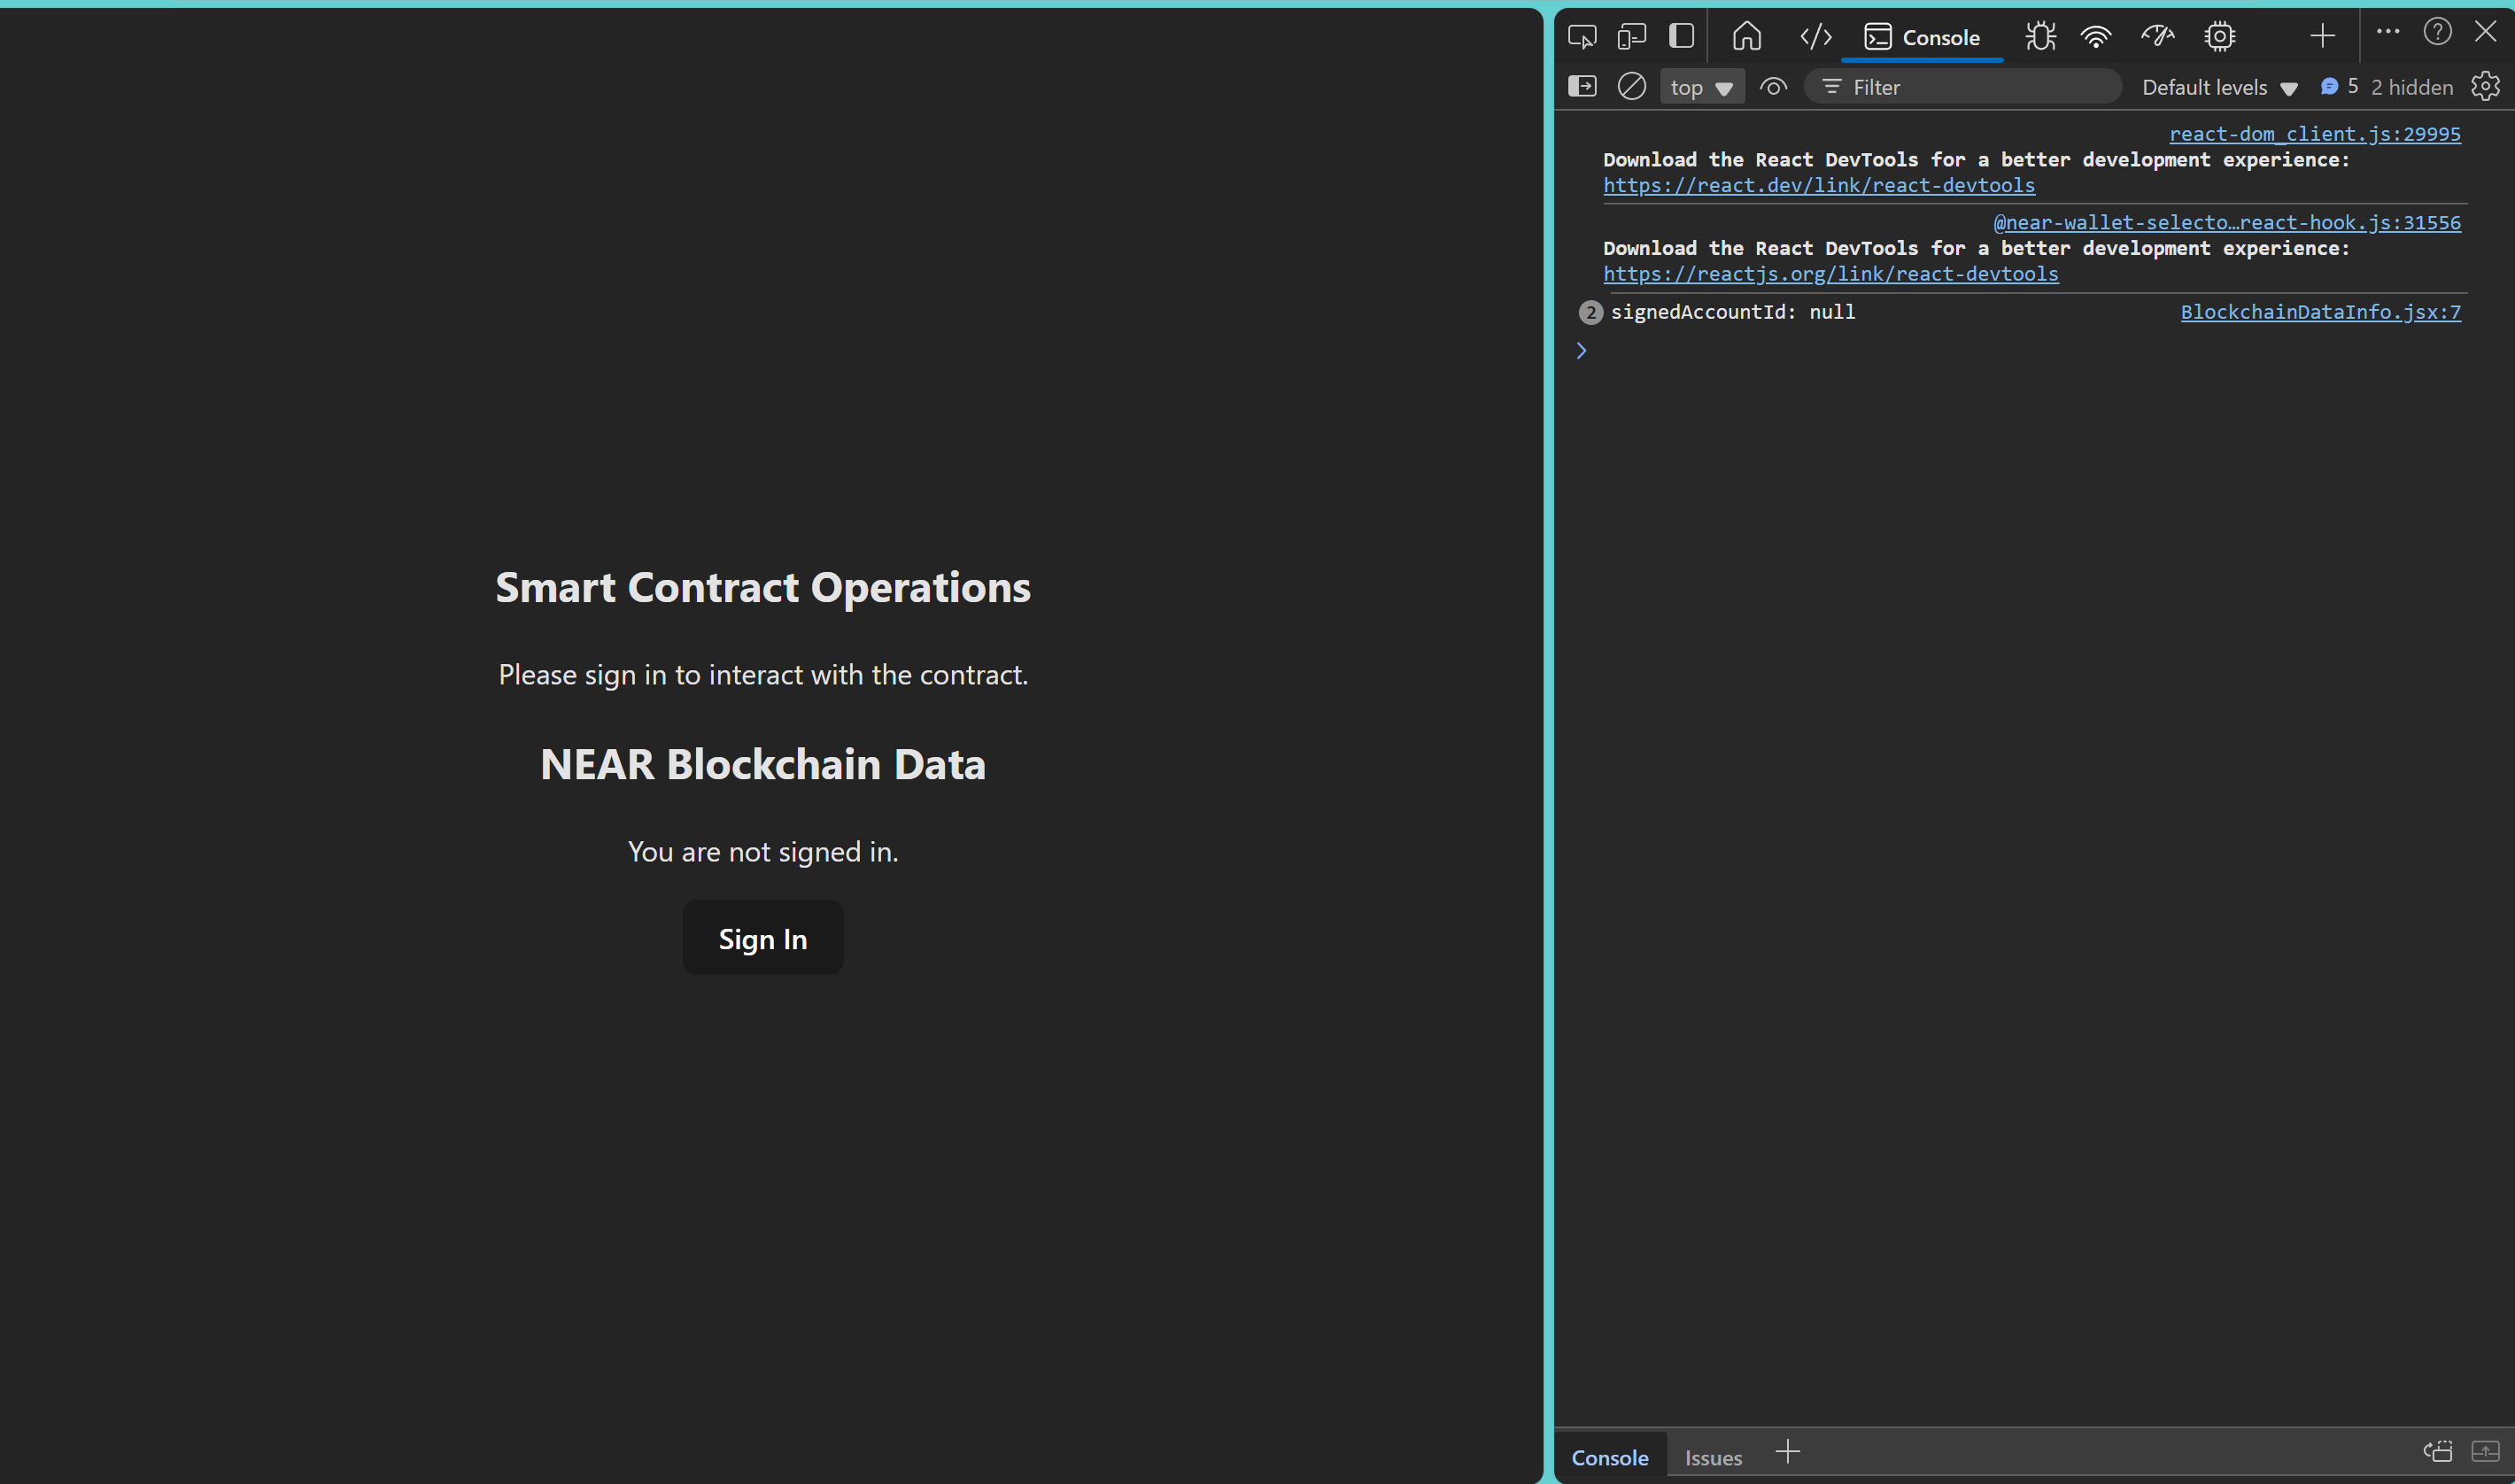 Smart Contract Operations
Please sign in to interact with the contract.
NEAR Blockchain Data
You are not signed in.
Sign In
Console
top
Filter
Default levels
5
2 hidden
react-dom_client.js:29995
Download the React DevTools for a better development experience:
https://react.dev/link/react-devtools
@near-wallet-selecto…react-hook.js:31556
Download the React DevTools for a better development experience:
https://reactjs.org/link/react-devtools
2 signedAccountId: null
BlockchainDataInfo.jsx:7
Console
Issues